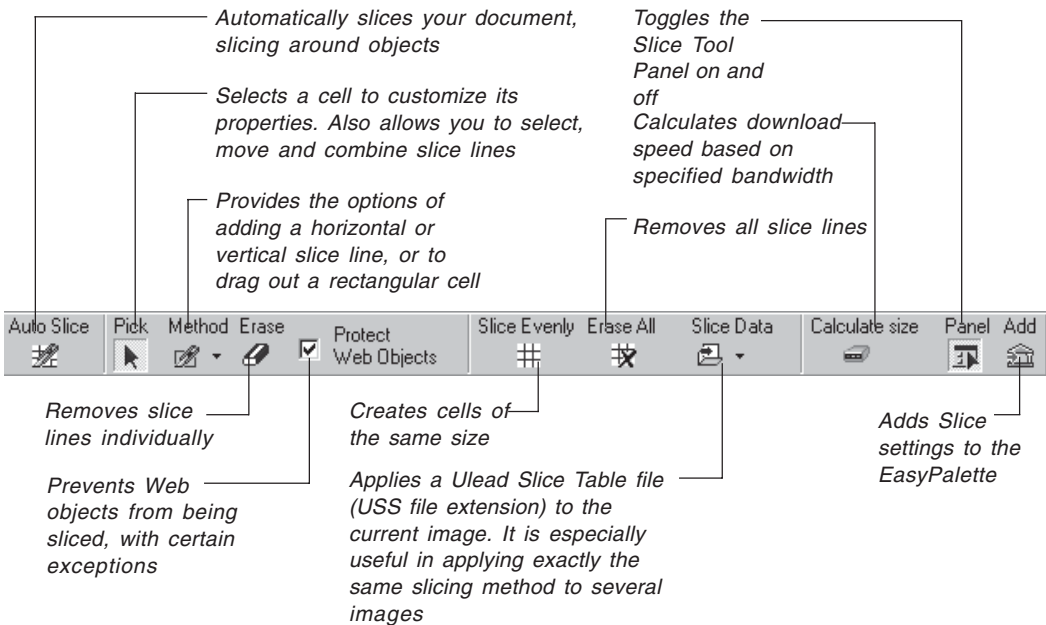 Automatically slices your document,
slicing around objects
Selects a cell to customize its
properties. Also allows you to select,
move and combine slice lines
Provides the options of
adding a horizontal or
vertical slice line, or to
drag out a rectangular cell
Toggles the
Slice Tool
Panel on and
off
Calculates download
speed based on
specified bandwidth
Removes all slice lines
Auto Slice Pick Method Erase Protect Web Objects Slice Evenly Erase All Slice Data Calculate size Panel Add
Removes slice
lines individually
Prevents Web
objects from being
sliced, with certain
exceptions
Creates cells of
the same size
Applies a Ulead Slice Table file
(USS file extension) to the
current image. It is especially
useful in applying exactly the
same slicing method to several
images
Adds Slice
settings to the
EasyPalette